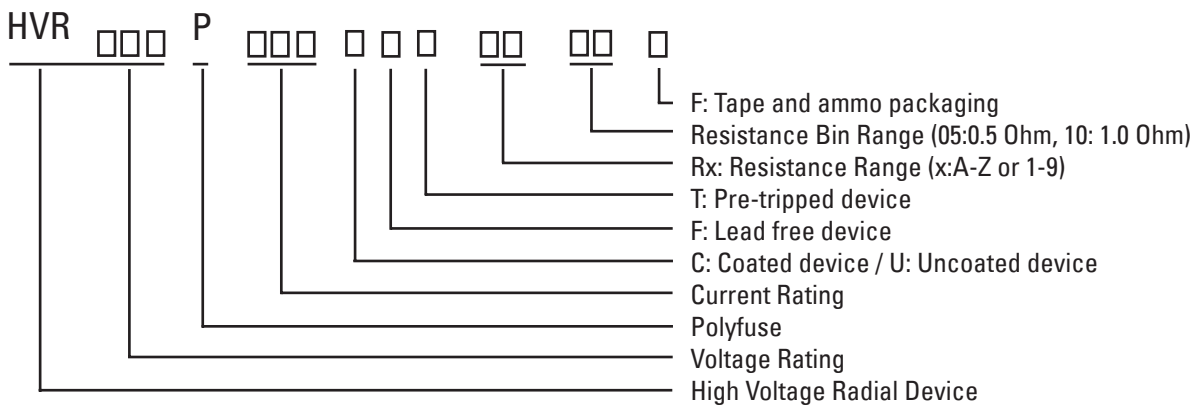 HVR □□□ P □□□ □ □ □ □□ □□ □
F: Tape and ammo packaging
Resistance Bin Range (05:0.5 Ohm, 10: 1.0 Ohm)
Rx: Resistance Range (x:A-Z or 1-9)
T: Pre-tripped device
F: Lead free device
C: Coated device / U: Uncoated device
Current Rating
Polyfuse
Voltage Rating
High Voltage Radial Device